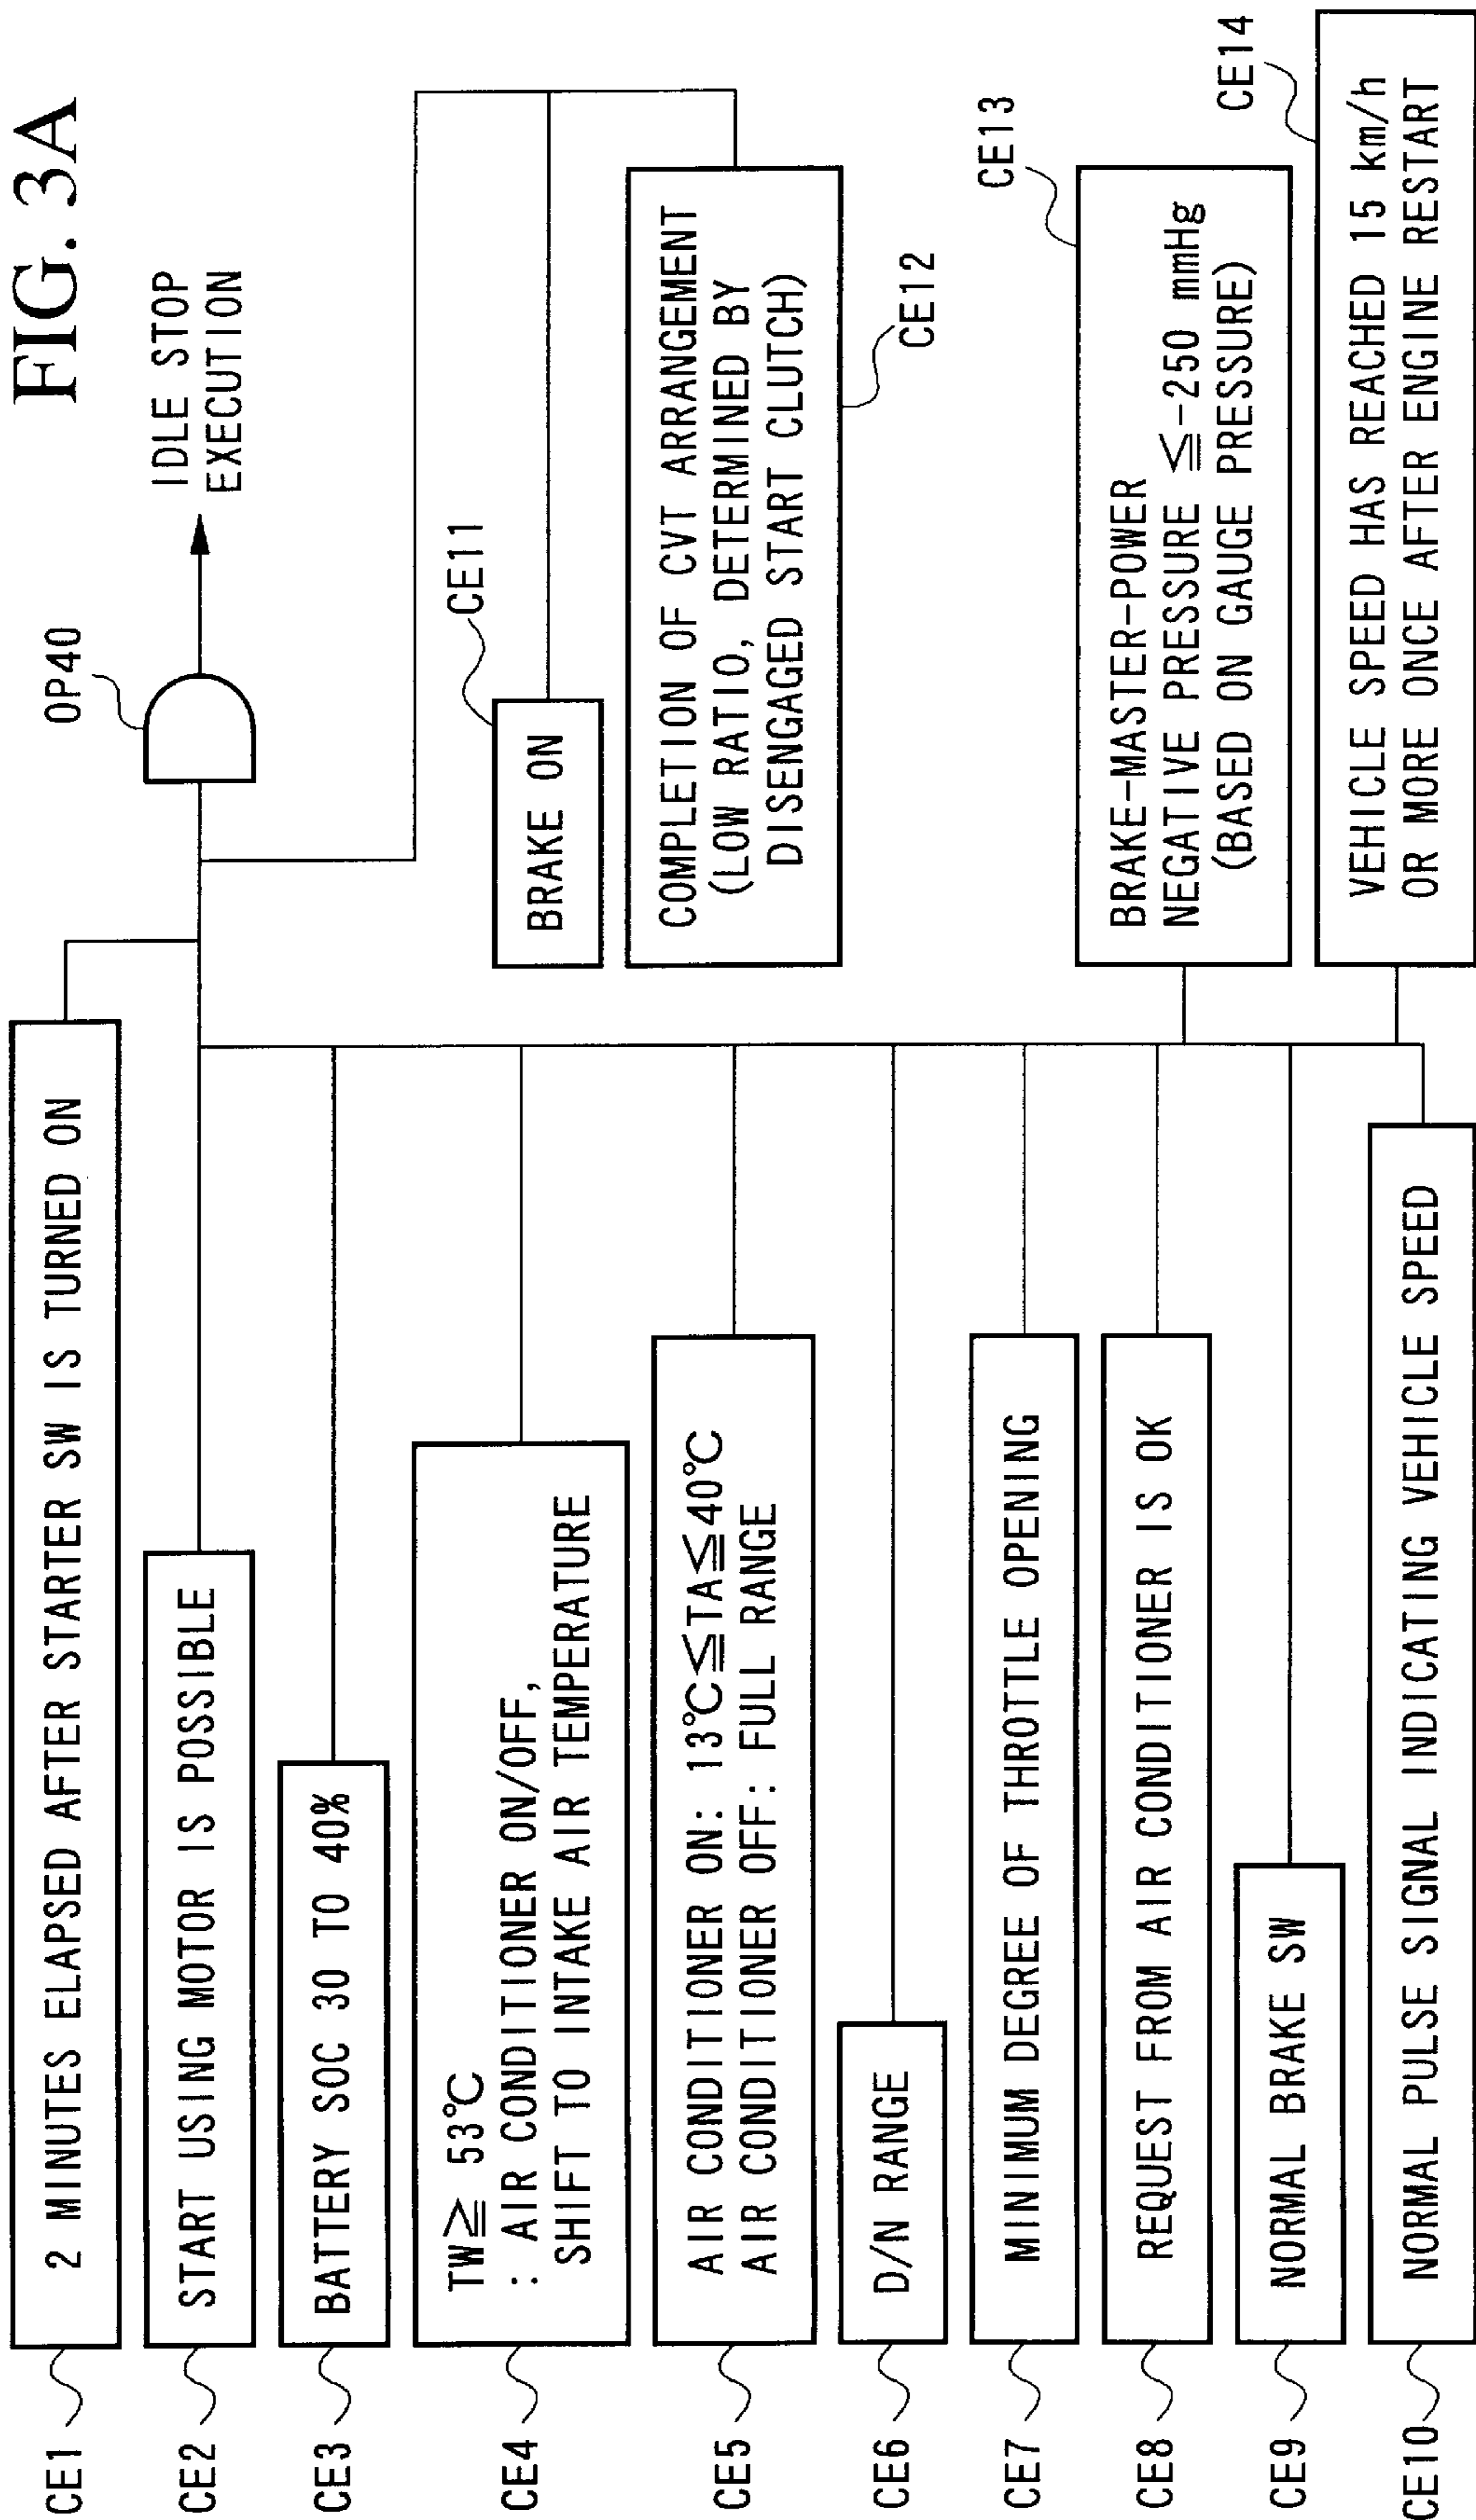 FIG. 3A
CE1
2 MINUTES ELAPSED AFTER STARTER SW IS TURNED ON
OP40
IDLE STOP
EXECUTION
CE2
START USING MOTOR IS POSSIBLE
CE3
BATTERY SOC 30 TO 40%
CE4
TW≧ 53℃
: AIR CONDITIONER ON/OFF,
SHIFT TO INTAKE AIR TEMPERATURE
CE11
BRAKE ON
CE5
AIR CONDITIONER ON: 13℃≦TA≦40℃
AIR CONDITIONER OFF: FULL RANGE
COMPLETION OF CVT ARRANGEMENT
(LOW RATIO, DETERMINED BY
DISENGAGED START CLUTCH)
CE12
CE6
D/N RANGE
CE7
MINIMUM DEGREE OF THROTTLE OPENING
CE8
REQUEST FROM AIR CONDITIONER IS OK
CE13
BRAKE-MASTER-POWER
NEGATIVE PRESSURE ≦-250 mmHg
(BASED ON GAUGE PRESSURE)
CE9
NORMAL BRAKE SW
CE14
VEHICLE SPEED HAS REACHED 15 km/h
OR MORE ONCE AFTER ENGINE RESTART
CE10
NORMAL PULSE SIGNAL INDICATING VEHICLE SPEED